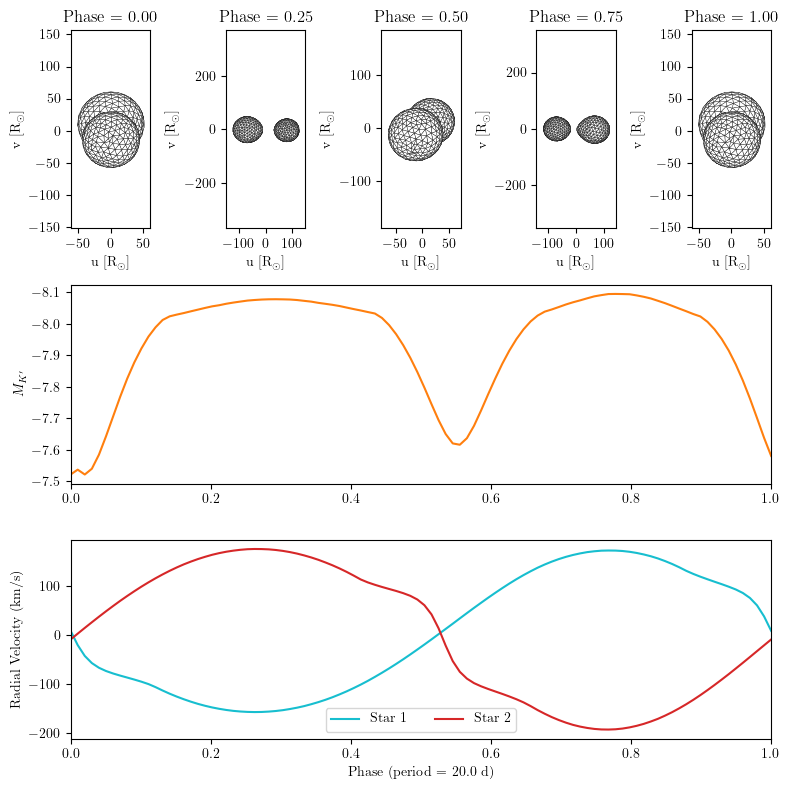 Phase = 0.00 Phase = 0.25 Phase = 0.50 Phase = 0.75 Phase = 1.00
150
100
50
0
−50
−100
−150
v [R☉]
−50 0 50
u [R☉]
200
0
−200
v [R☉]
−100 0 100
u [R☉]
100
0
−100
v [R☉]
−50 0 50
u [R☉]
200
0
−200
v [R☉]
−100 0 100
u [R☉]
150
100
50
0
−50
−100
−150
v [R☉]
−50 0 50
u [R☉]
−8.1
−8.0
−7.9
−7.8
−7.7
−7.6
−7.5
M_K′
0.0 0.2 0.4 0.6 0.8 1.0
100
0
−100
−200
Radial Velocity (km/s)
Star 1 Star 2
0.0 0.2 0.4 0.6 0.8 1.0
Phase (period = 20.0 d)